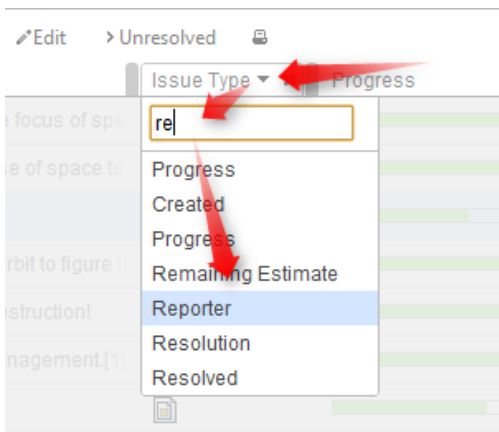 Edit > Unresolved
Issue Type Progress
e focus of spe
re
se of space te
Progress
Created
Progress
rbit to figure
Remaining Estimate
struction!
Reporter
Resolution
nagement.[1
Resolved